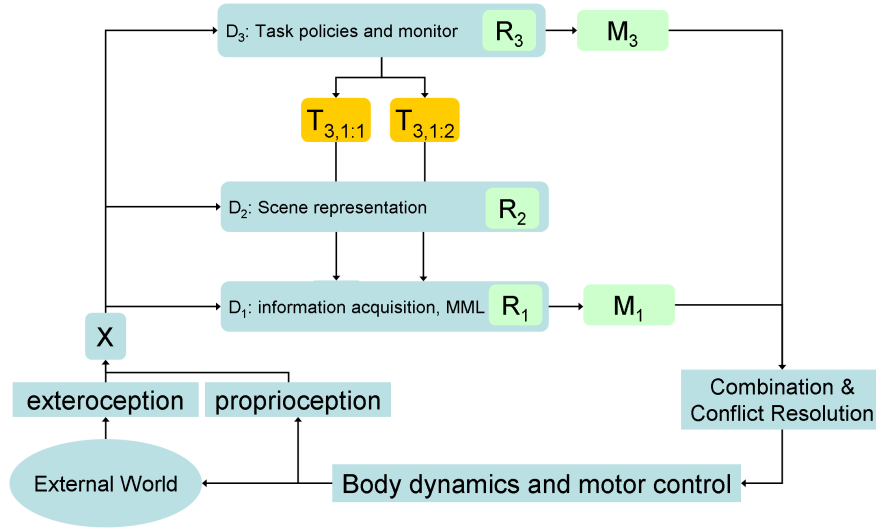 D₃: Task policies and monitor R₃ M₃
T₃,₁:₁ T₃,₁:₂
D₂: Scene representation R₂
D₁: information acquisition, MML R₁ M₁
X
exteroception proprioception
Combination &
Conflict Resolution
External World
Body dynamics and motor control